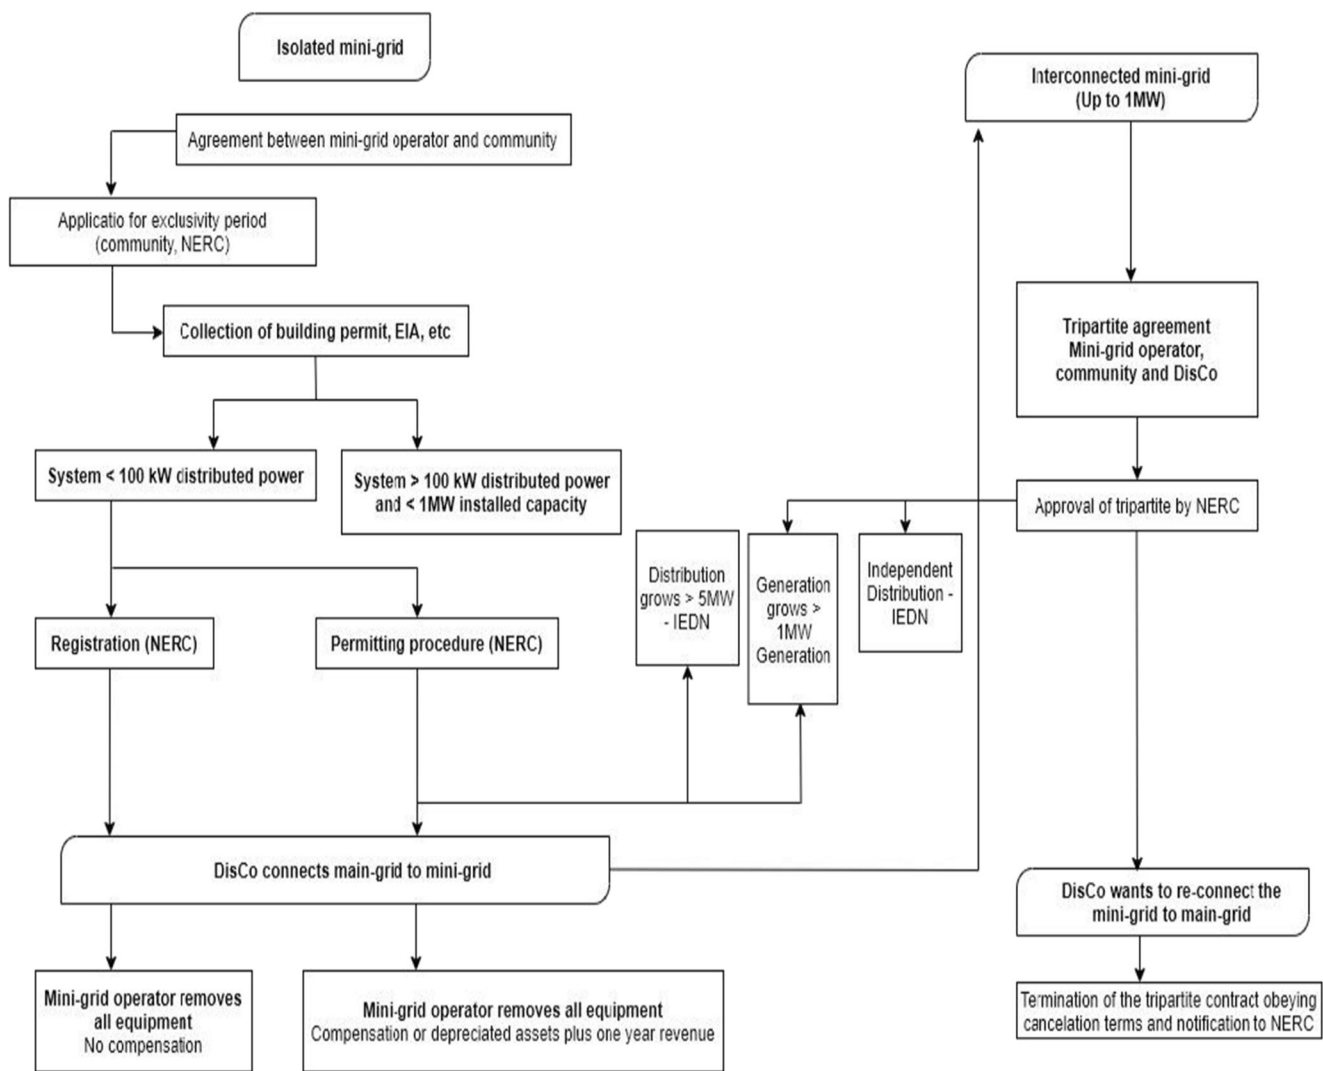 Isolated mini-grid
Agreement between mini-grid operator and community
Applicatio for exclusivity period
(community, NERC)
Collection of building permit, EIA, etc
System < 100 kW distributed power
System > 100 kW distributed power
and < 1MW installed capacity
Registration (NERC)
Permitting procedure (NERC)
Distribution
grows > 5MW
- IEDN
Generation
grows >
1MW
Generation
Independent
Distribution -
IEDN
DisCo connects main-grid to mini-grid
Mini-grid operator removes
all equipment
No compensation
Mini-grid operator removes all equipment
Compensation or depreciated assets plus one year revenue
Interconnected mini-grid
(Up to 1MW)
Tripartite agreement
Mini-grid operator,
community and DisCo
Approval of tripartite by NERC
DisCo wants to re-connect the
mini-grid to main-grid
Termination of the tripartite contract obeying
cancelation terms and notification to NERC